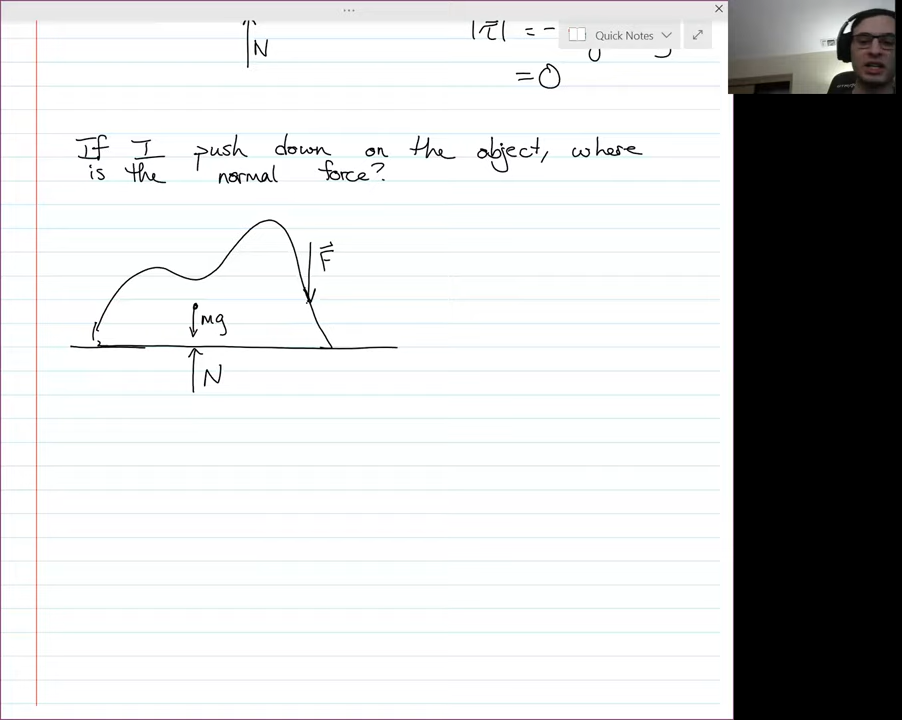 |τ⃗| = -
N
Quick Notes
= 0
If I push down on the object, where
is the normal force?
F⃗
mg
N